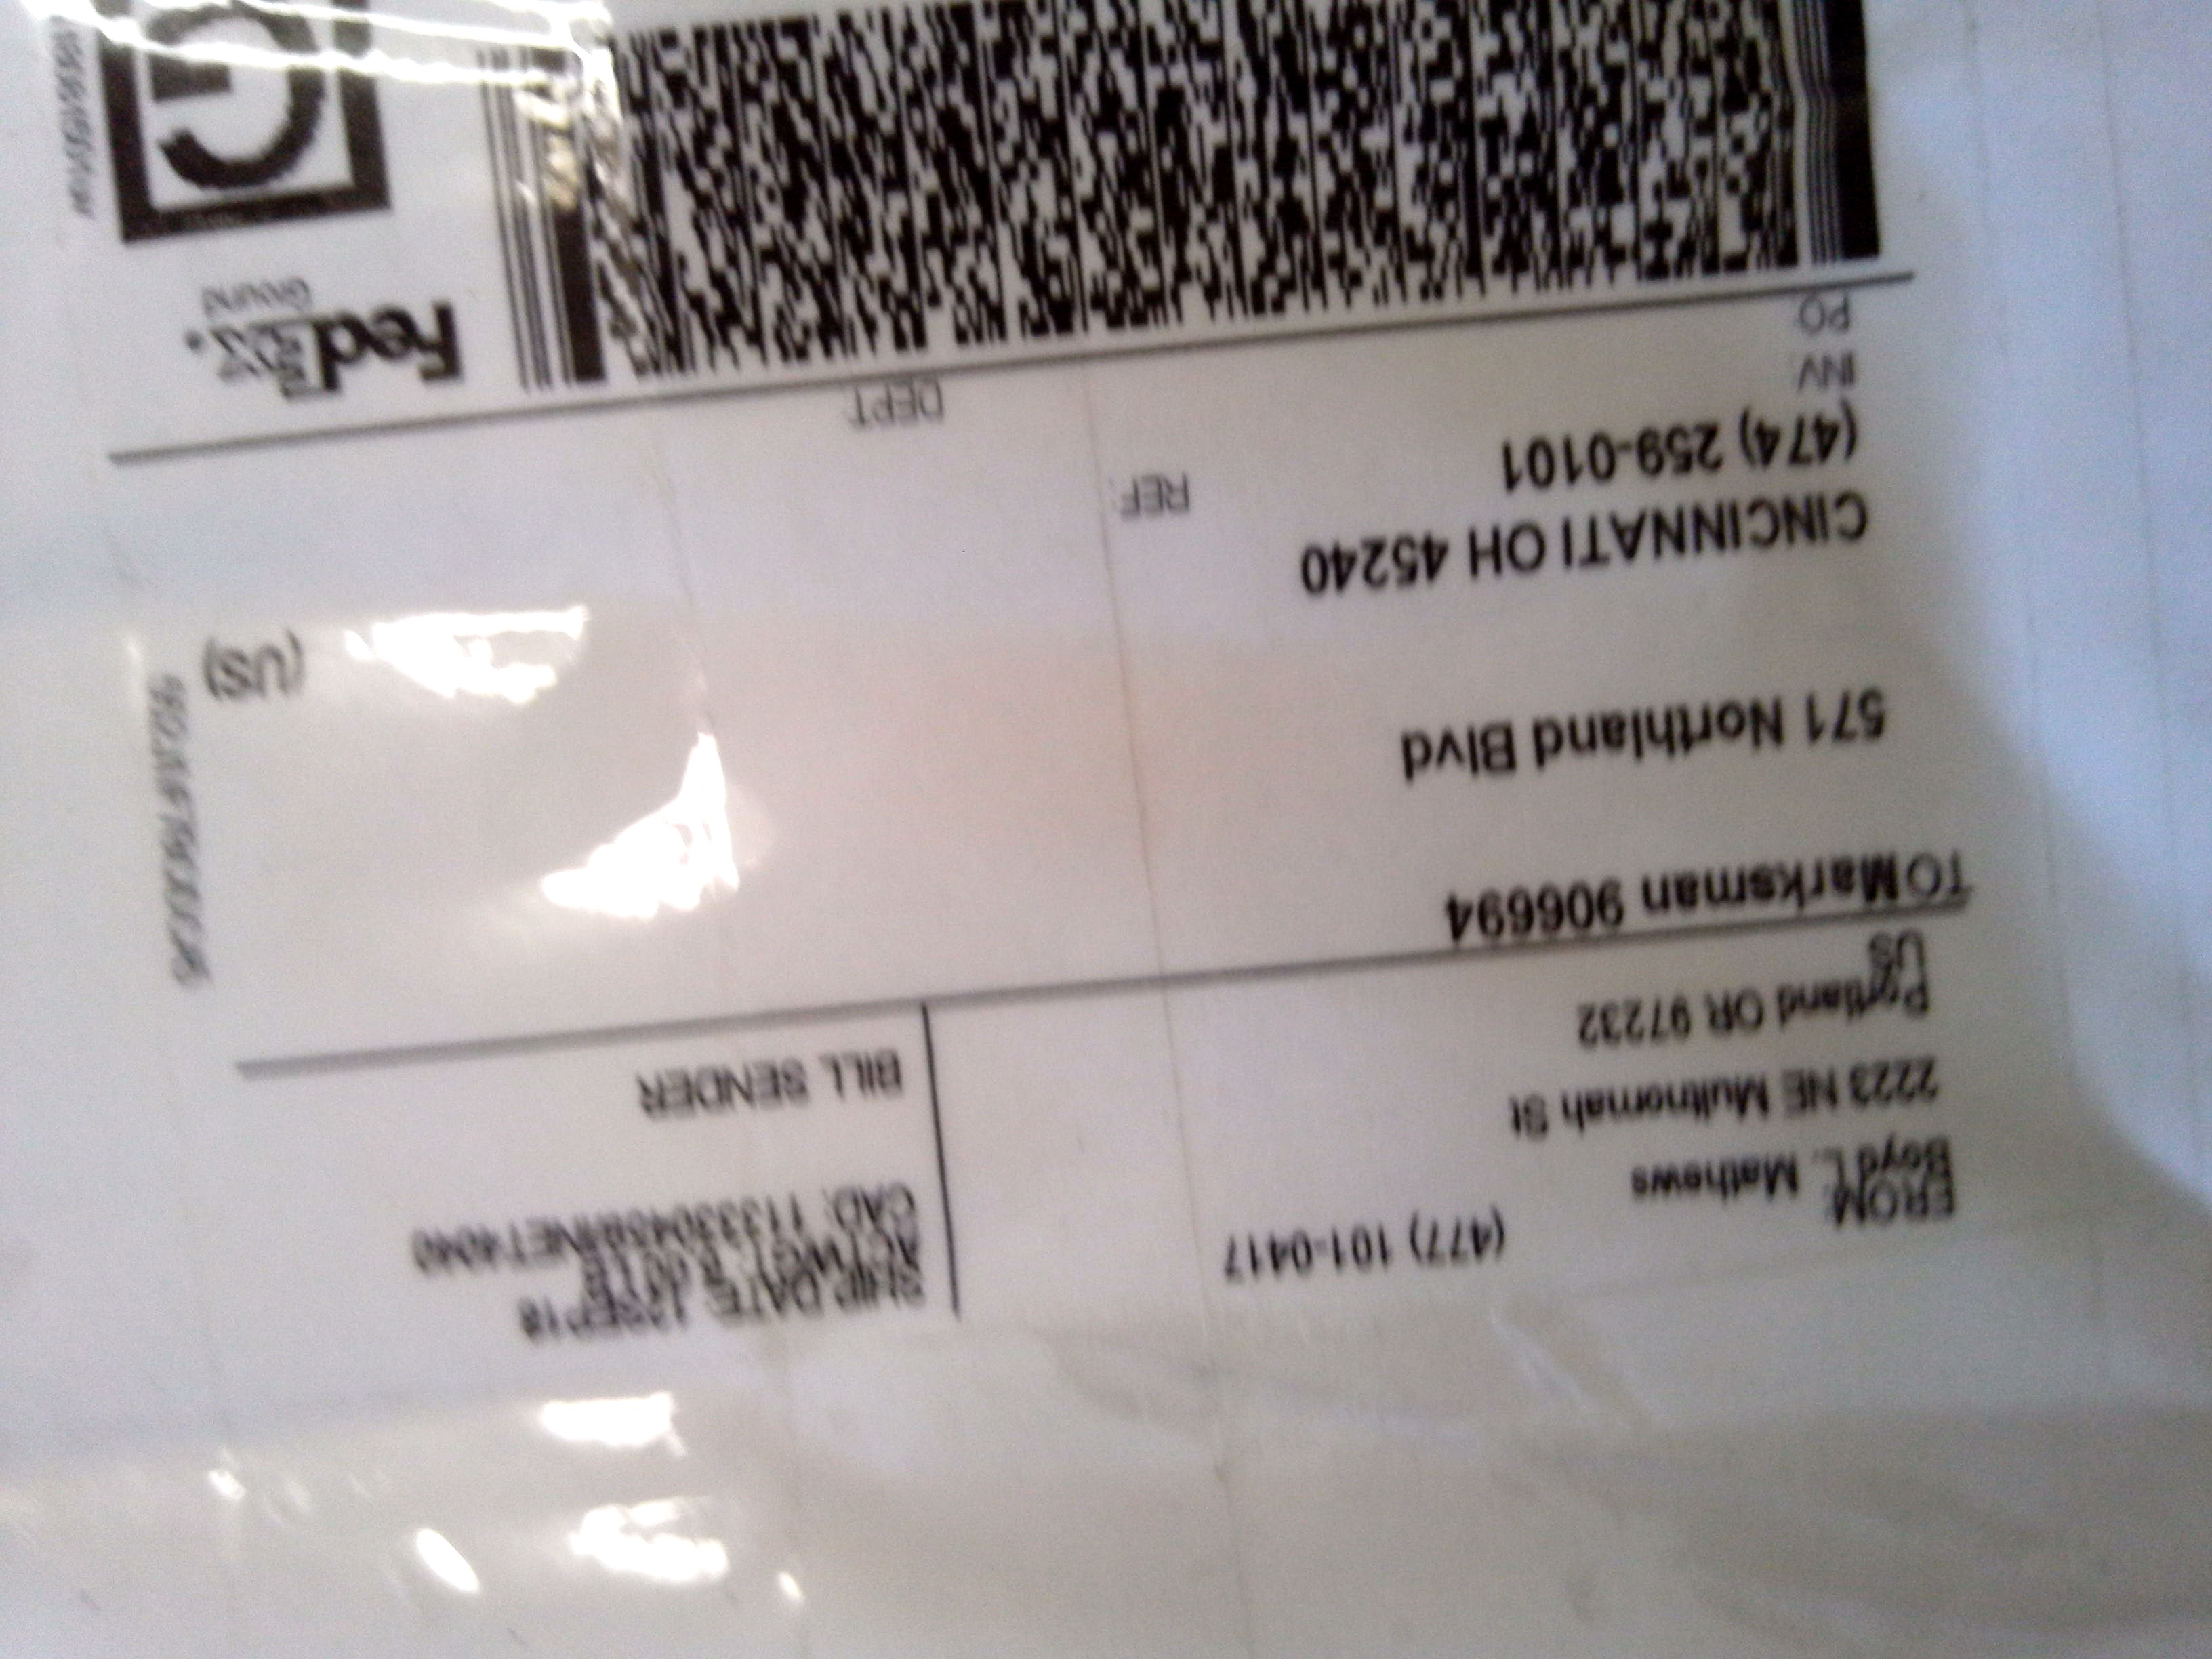 FROM: (477) 101-0417
Boyd L. Mathews
2223 NE Multnomah St
Portland OR 97232
US
SHIP DATE:
BILL SENDER
TO Marksman 906694
571 Northland Blvd
CINCINNATI OH 45240
(US)
(474) 259-0101
REF:
INV
PO
DEPT:
FedEx
Ground
G